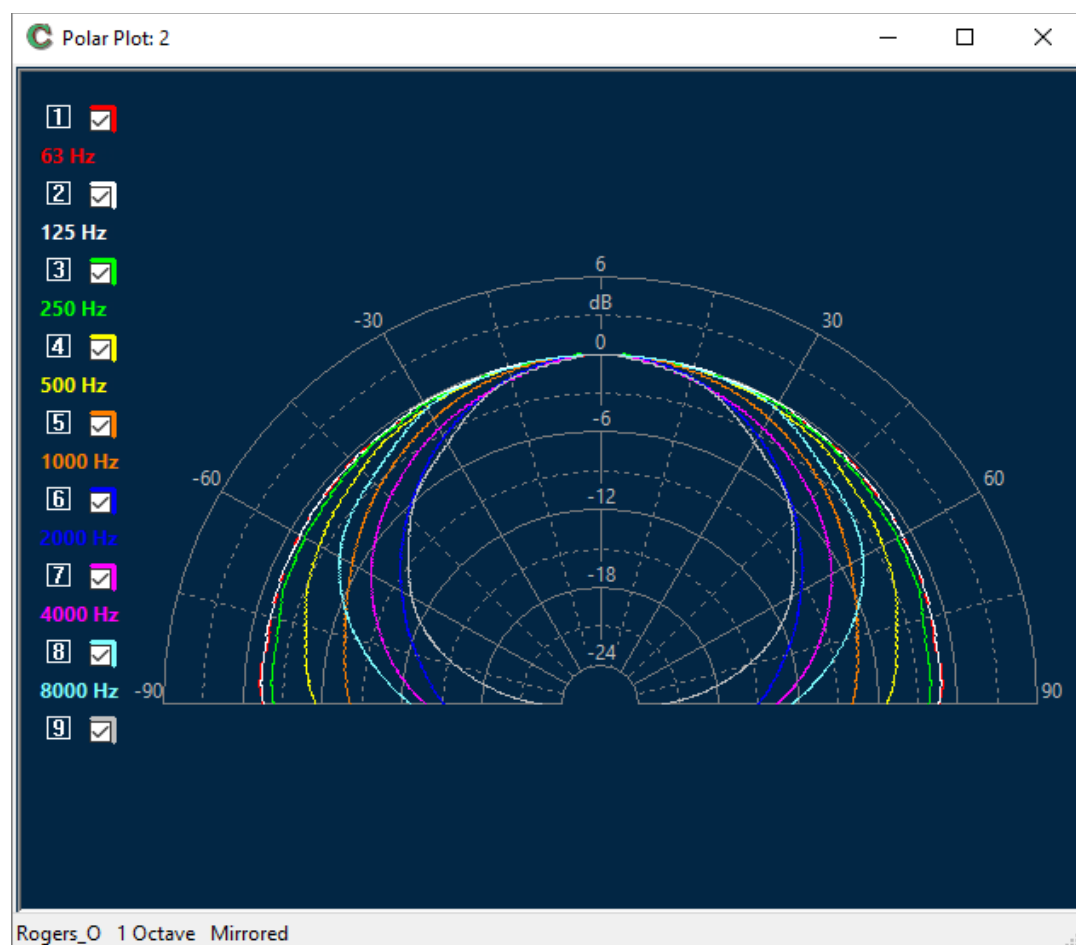 Polar Plot: 2
1
63 Hz
2
125 Hz
3
250 Hz
4
500 Hz
5
1000 Hz
6
2000 Hz
7
4000 Hz
8
8000 Hz
9
6
dB
0
-6
-12
-18
-24
-30
30
-60
60
-90
90
Rogers_O 1 Octave Mirrored